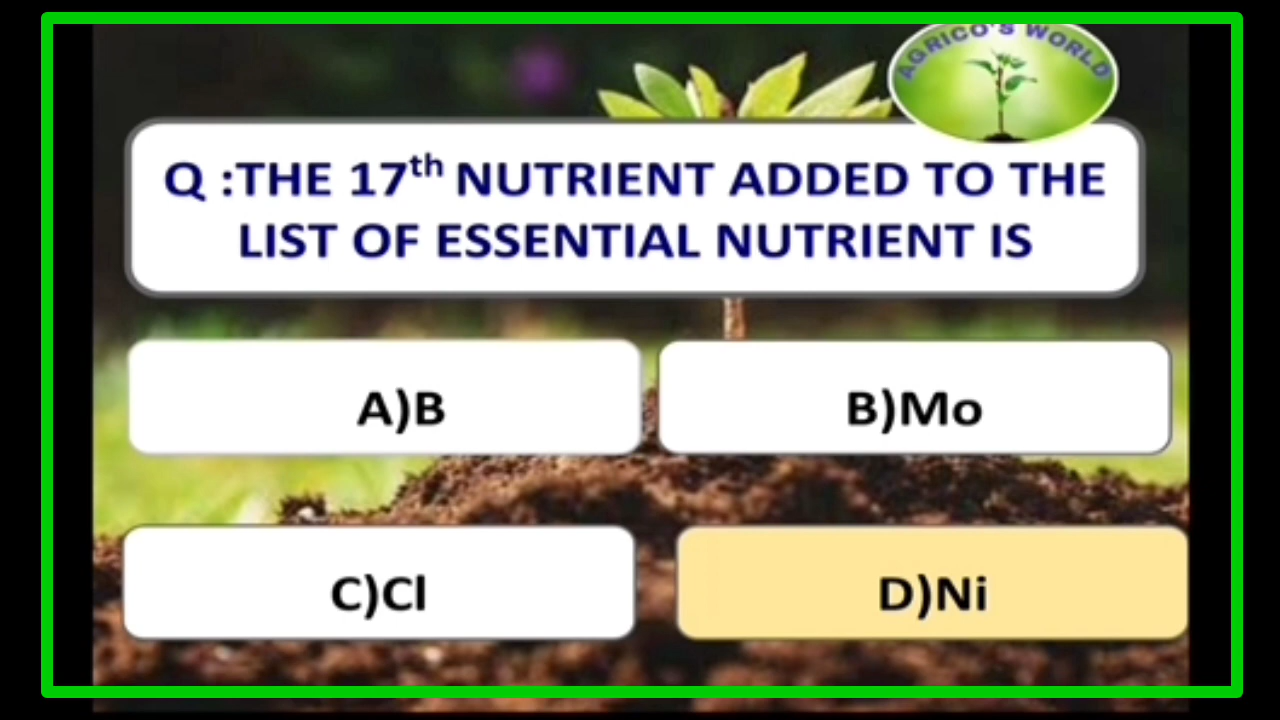 AGRICO'S WORLD
Q :THE 17th NUTRIENT ADDED TO THE
LIST OF ESSENTIAL NUTRIENT IS
A)B
B)Mo
C)Cl
D)Ni